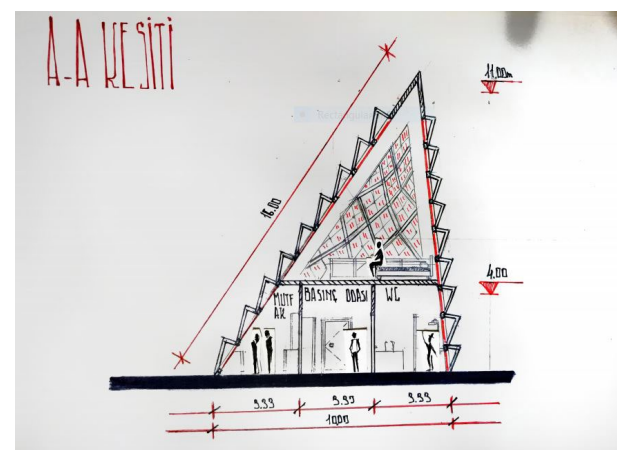 A-A KESİTİ
11.00m
16.00
4.00
MUTF
AK
BASINÇ ODASI
WC
3.33
3.33
3.33
10.00